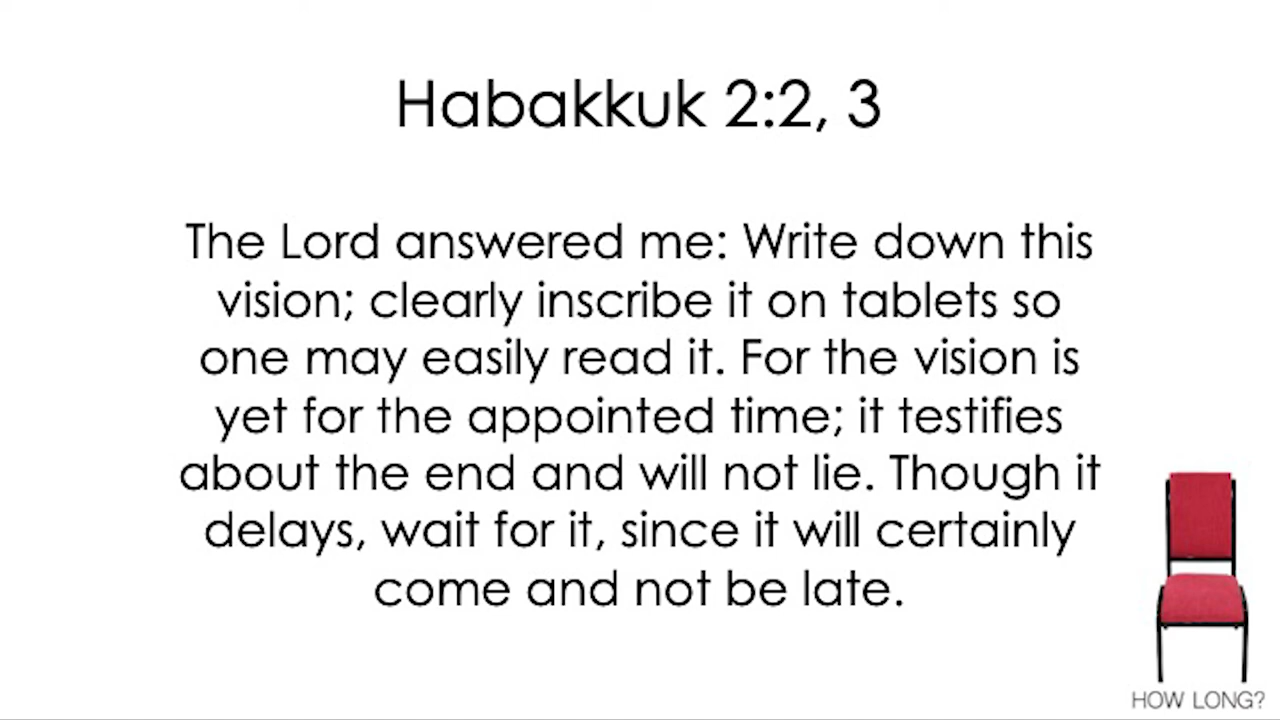 Habakkuk 2:2, 3
The Lord answered me: Write down this
vision; clearly inscribe it on tablets so
one may easily read it. For the vision is
yet for the appointed time; it testifies
about the end and will not lie. Though it
delays, wait for it, since it will certainly
come and not be late.
HOW LONG?